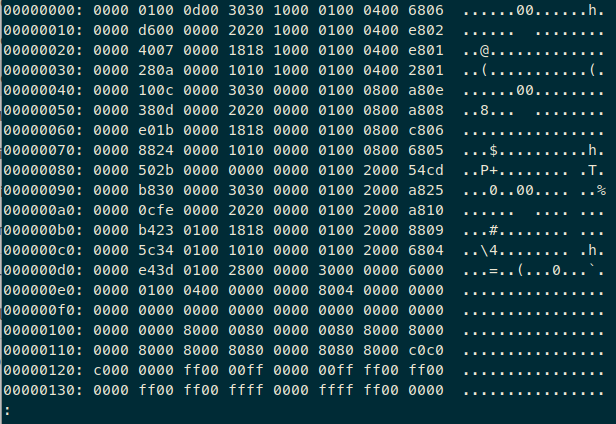 00000000: 0000 0100 0d00 3030 1000 0100 0400 6806  ......00......h.
00000010: d600 0000 2020 1000 0100 0400 e802  ....  ........
00000020: 4007 0000 1818 1000 0100 0400 e801  ..@.............
00000030: 0000 280a 0000 1010 1000 0100 0400 2801  ..(...........(.
00000040: 0000 100c 0000 3030 0000 0100 0800 a80e  ......00........
00000050: 0000 380d 0000 2020 0000 0100 0800 a808  ..8...  ........
00000060: 0000 e01b 0000 1818 0000 0100 0800 c806  ................
00000070: 0000 8824 0000 1010 0000 0100 0800 6805  ...$..........h.
00000080: 0000 502b 0000 0000 0000 0100 2000 54cd  ..P+........ .T.
00000090: 0000 b830 0000 3030 0000 0100 2000 a825  ...0..00.... ..%
000000a0: 0000 0cfe 0000 2020 0000 0100 2000 a810  ......  .... ...
000000b0: 0000 b423 0100 1818 0000 0100 2000 8809  ...#........ ...
000000c0: 0000 5c34 0100 1010 0000 0100 2000 6804  ..\4........ .h.
000000d0: 0000 e43d 0100 2800 0000 3000 0000 6000  ...=..(...0...`.
000000e0: 0000 0100 0400 0000 0000 8004 0000 0000  ................
000000f0: 0000 0000 0000 0000 0000 0000 0000 0000  ................
00000100: 0000 0000 8000 0080 0000 0080 8000 8000  ................
00000110: 0000 8000 8000 8080 0000 8080 8000 c0c0  ................
00000120: c000 0000 ff00 00ff 0000 00ff ff00 ff00  ................
00000130: 0000 ff00 ff00 ffff 0000 ffff ff00 0000  ................
: